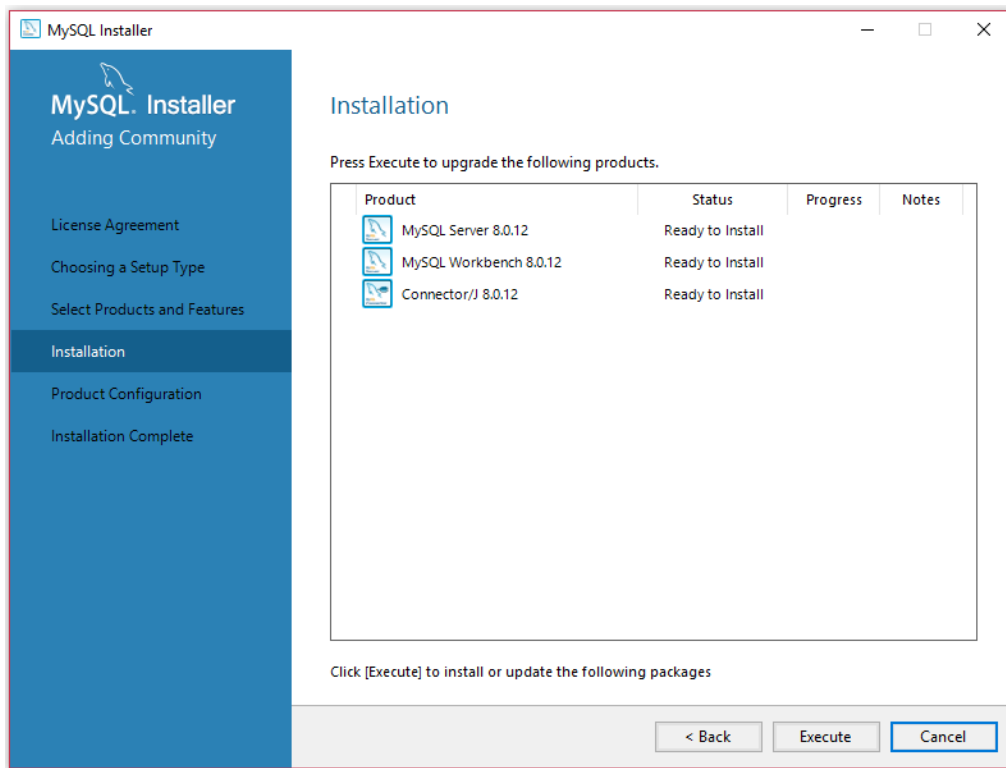 MySQL Installer
MySQL. Installer
Adding Community
License Agreement
Choosing a Setup Type
Select Products and Features
Installation
Product Configuration
Installation Complete
Installation
Press Execute to upgrade the following products.
Product Status Progress Notes
MySQL Server 8.0.12 Ready to Install
MySQL Workbench 8.0.12 Ready to Install
Connector/J 8.0.12 Ready to Install
Click [Execute] to install or update the following packages
< Back Execute Cancel